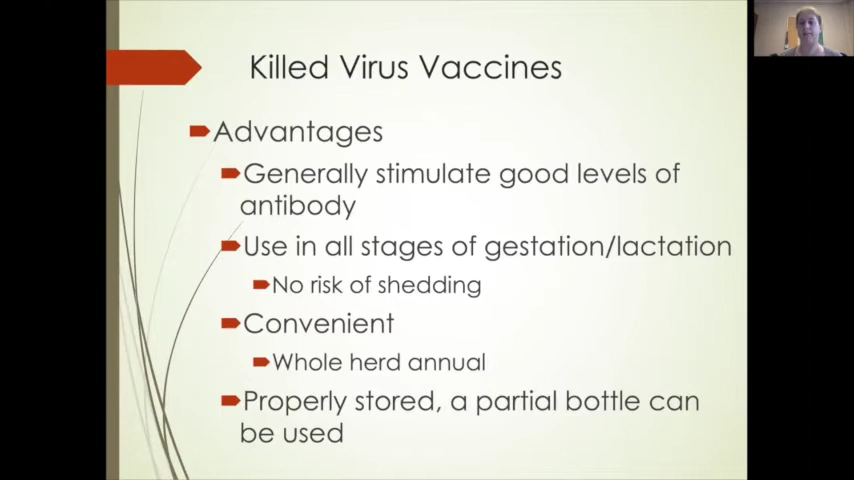 Killed Virus Vaccines
Advantages
Generally stimulate good levels of
antibody
Use in all stages of gestation/lactation
No risk of shedding
Convenient
Whole herd annual
Properly stored, a partial bottle can
be used